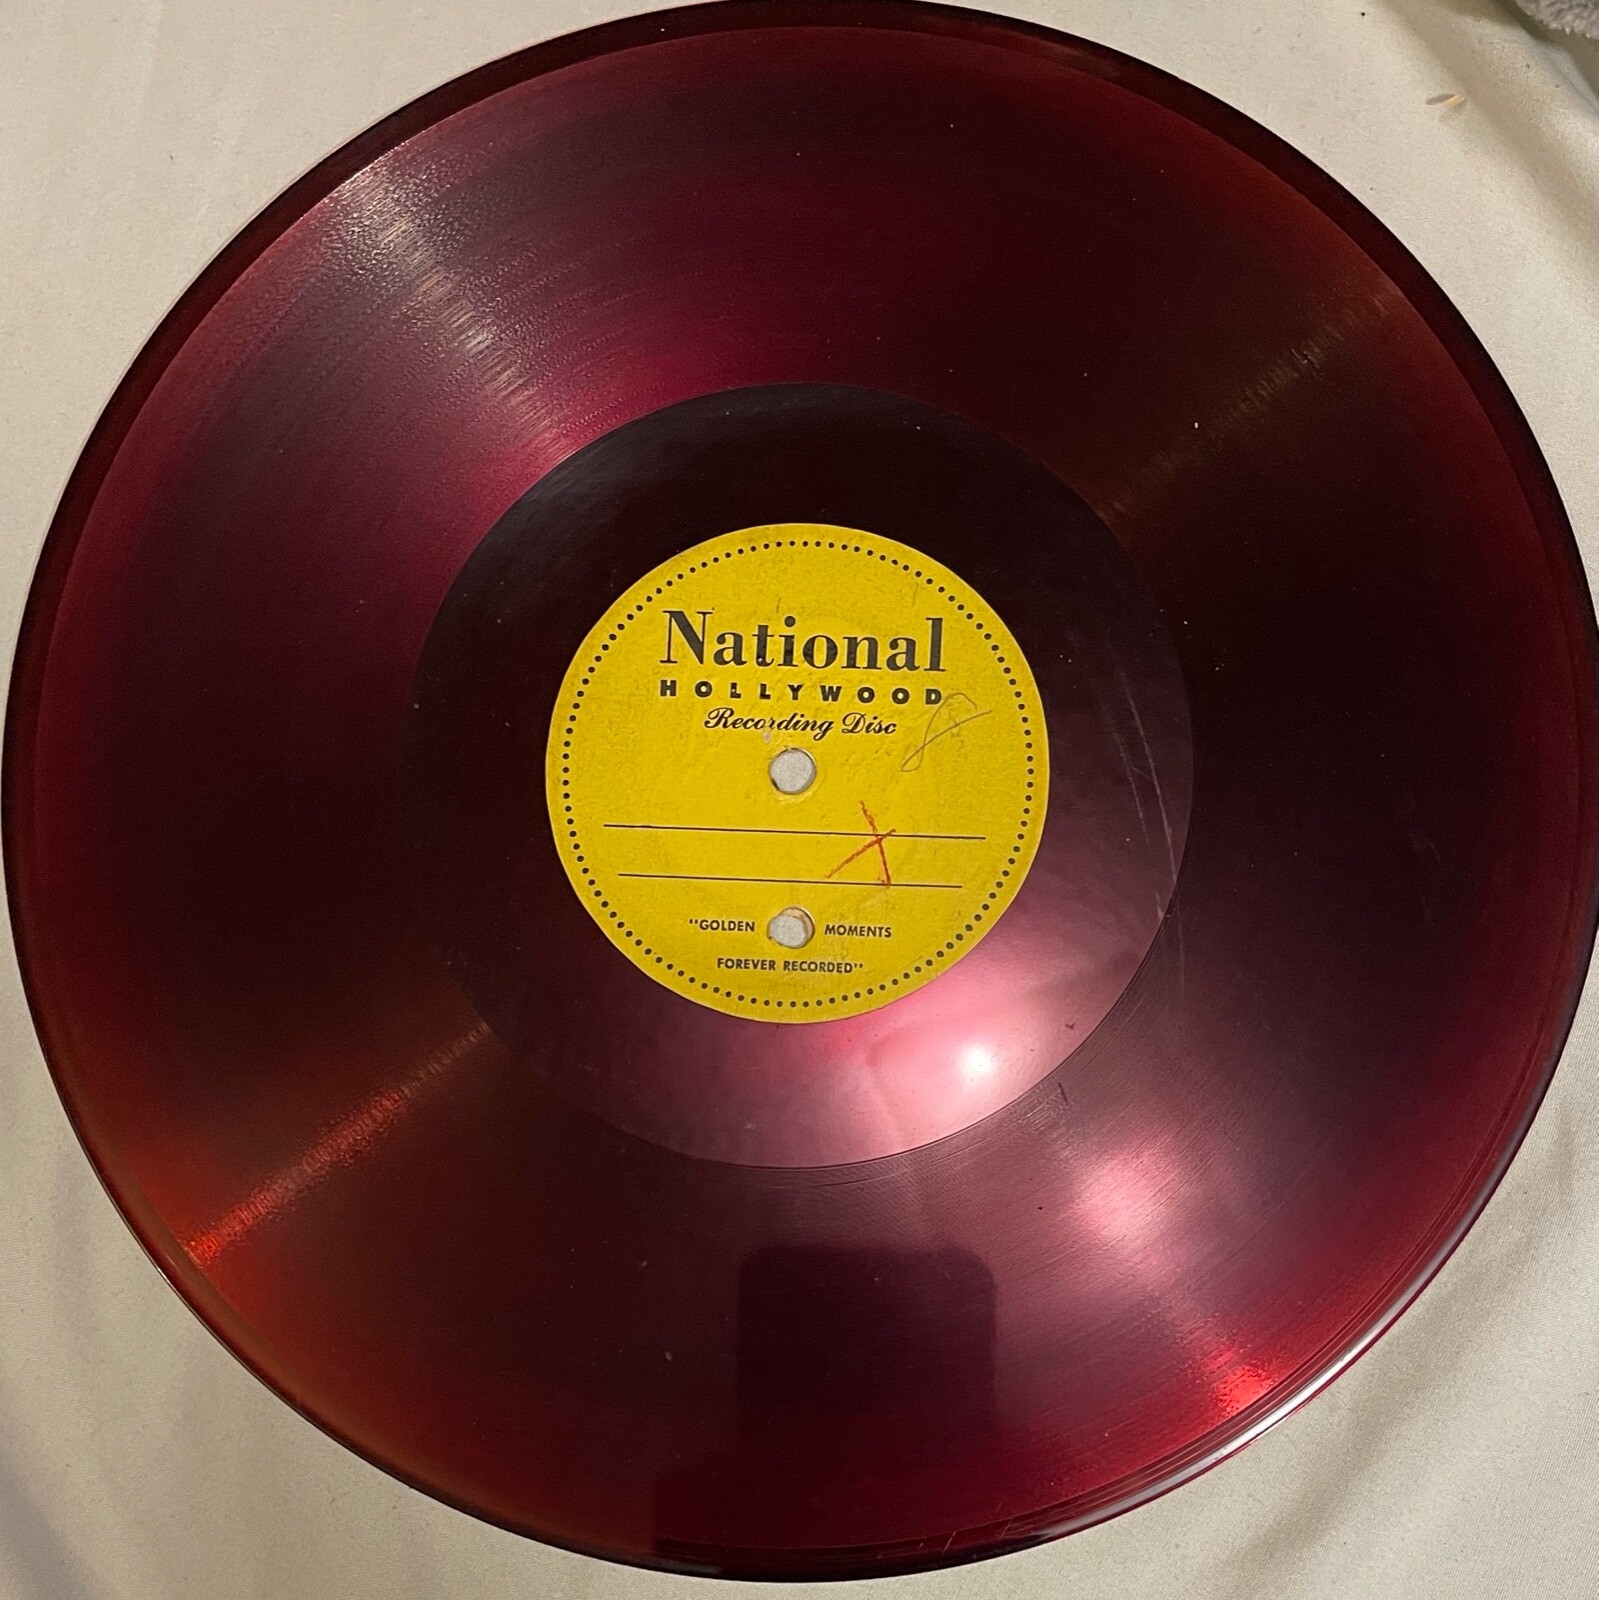 National
HOLLYWOOD
Recording Disc
"GOLDEN MOMENTS
FOREVER RECORDED"